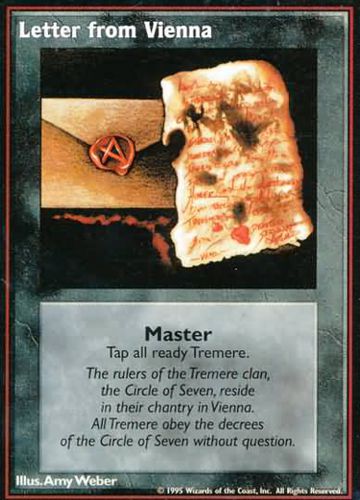 Letter from Vienna
Master
Tap all ready Tremere.
The rulers of the Tremere clan,
the Circle of Seven, reside
in their chantry in Vienna.
All Tremere obey the decrees
of the Circle of Seven without question.
Illus. Amy Weber
© 1995 Wizards of the Coast, Inc. All Rights Reserved.